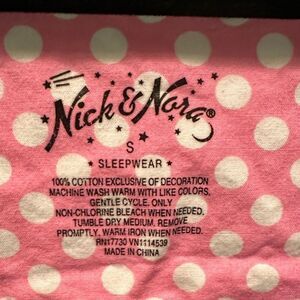 Nick & Nora®
S
★ SLEEPWEAR ★
100% COTTON EXCLUSIVE OF DECORATION
MACHINE WASH WARM WITH LIKE COLORS.
GENTLE CYCLE. ONLY
NON-CHLORINE BLEACH WHEN NEEDED.
TUMBLE DRY MEDIUM. REMOVE
PROMPTLY. WARM IRON WHEN NEEDED.
RN17730 VN1114539
MADE IN CHINA